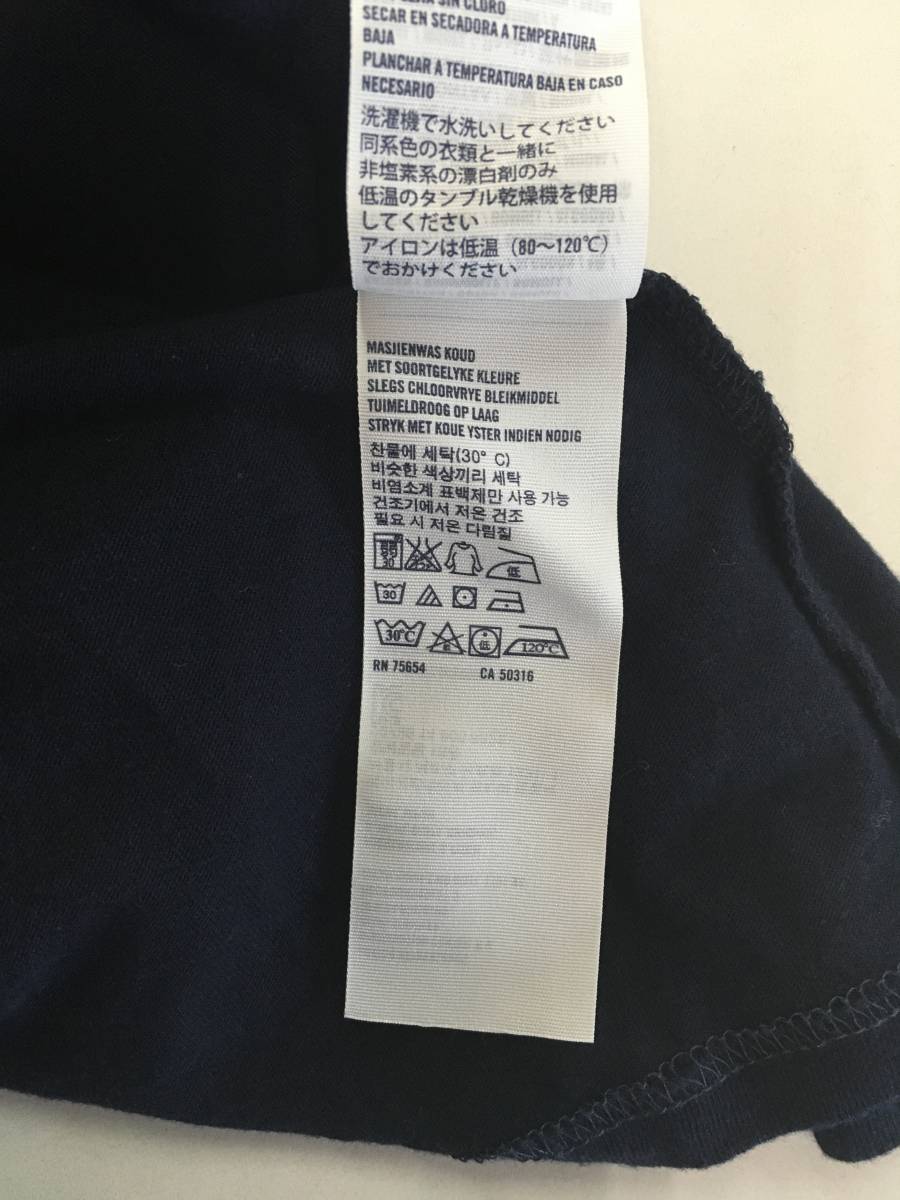 SIN CLORO
SECAR EN SECADORA A TEMPERATURA
BAJA
PLANCHAR A TEMPERATURA BAJA EN CASO
NECESARIO
洗濯機で水洗いしてください
同系色の衣類と一緒に
非塩素系の漂白剤のみ
低温のタンブル乾燥機を使用
してください
アイロンは低温（80〜120℃）
でおかけください
MASJIENWAS KOUD
MET SOORTGELYKE KLEURE
SLEGS CHLOORVRYE BLEIKMIDDEL
TUIMELDROOG OP LAAG
STRYK MET KOUE YSTER INDIEN NODIG
찬물에 세탁(30° C)
비슷한 색상끼리 세탁
비염소계 표백제만 사용 가능
건조기에서 저온 건조
필요 시 저온 다림질
30 低
30
30℃ 低 120℃
RN 75654 CA 50316